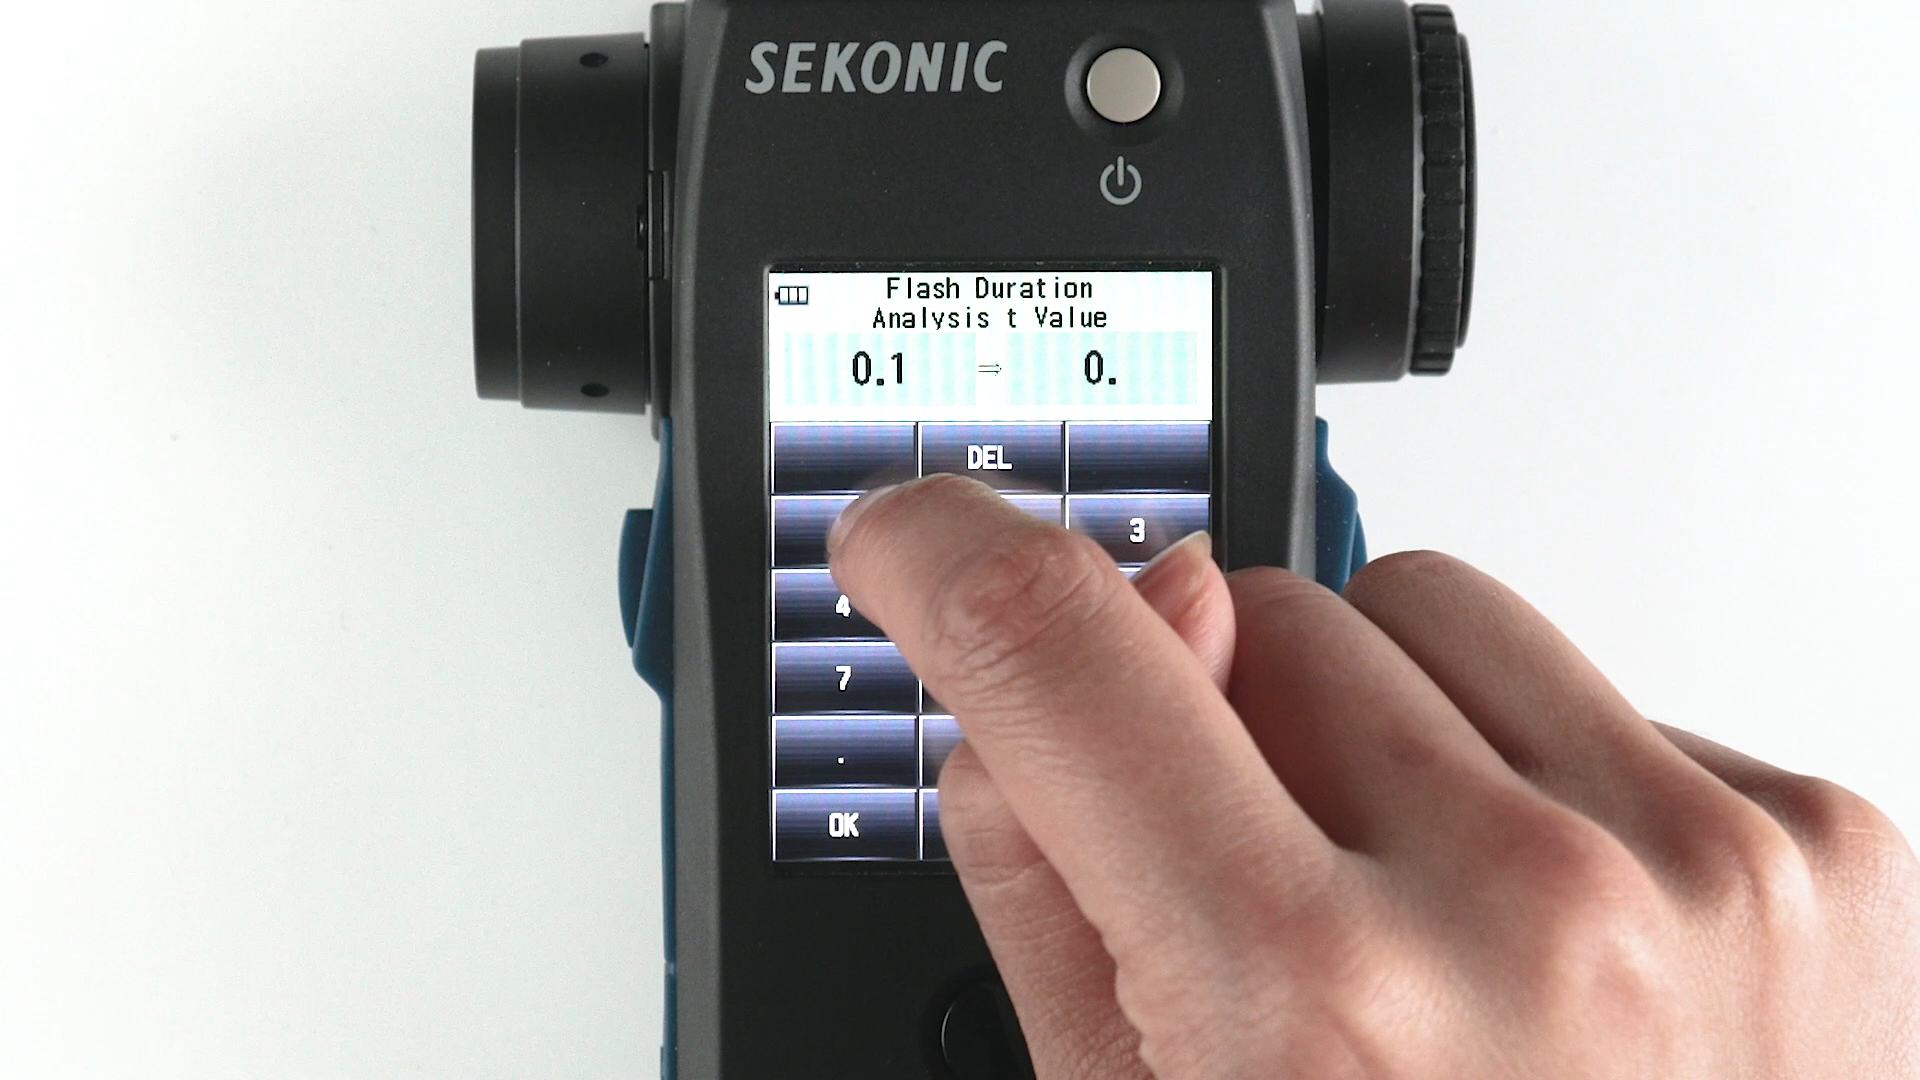 SEKONIC
Flash Duration
Analysis t Value
0.1 ⇒ 0.
DEL
3
4
7
.
OK